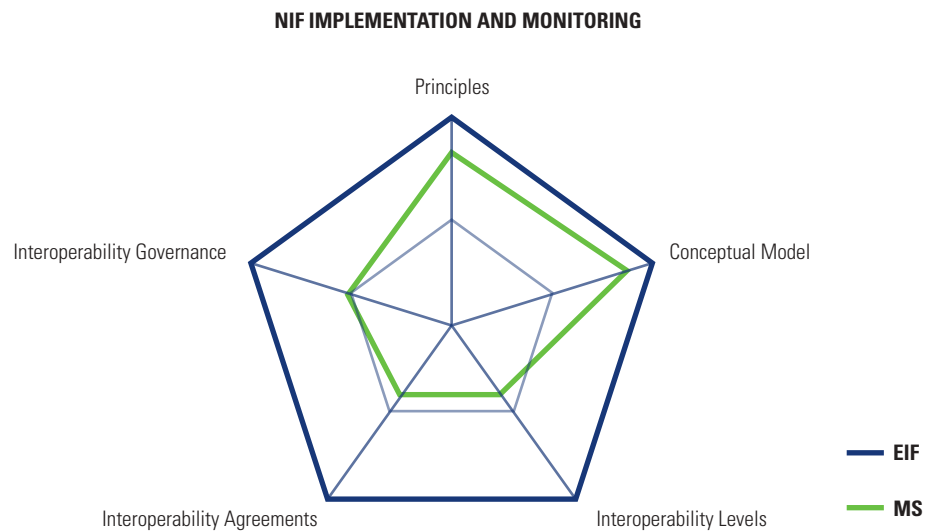 NIF IMPLEMENTATION AND MONITORING
Principles
Interoperability Governance
Conceptual Model
Interoperability Agreements
Interoperability Levels
EIF
MS